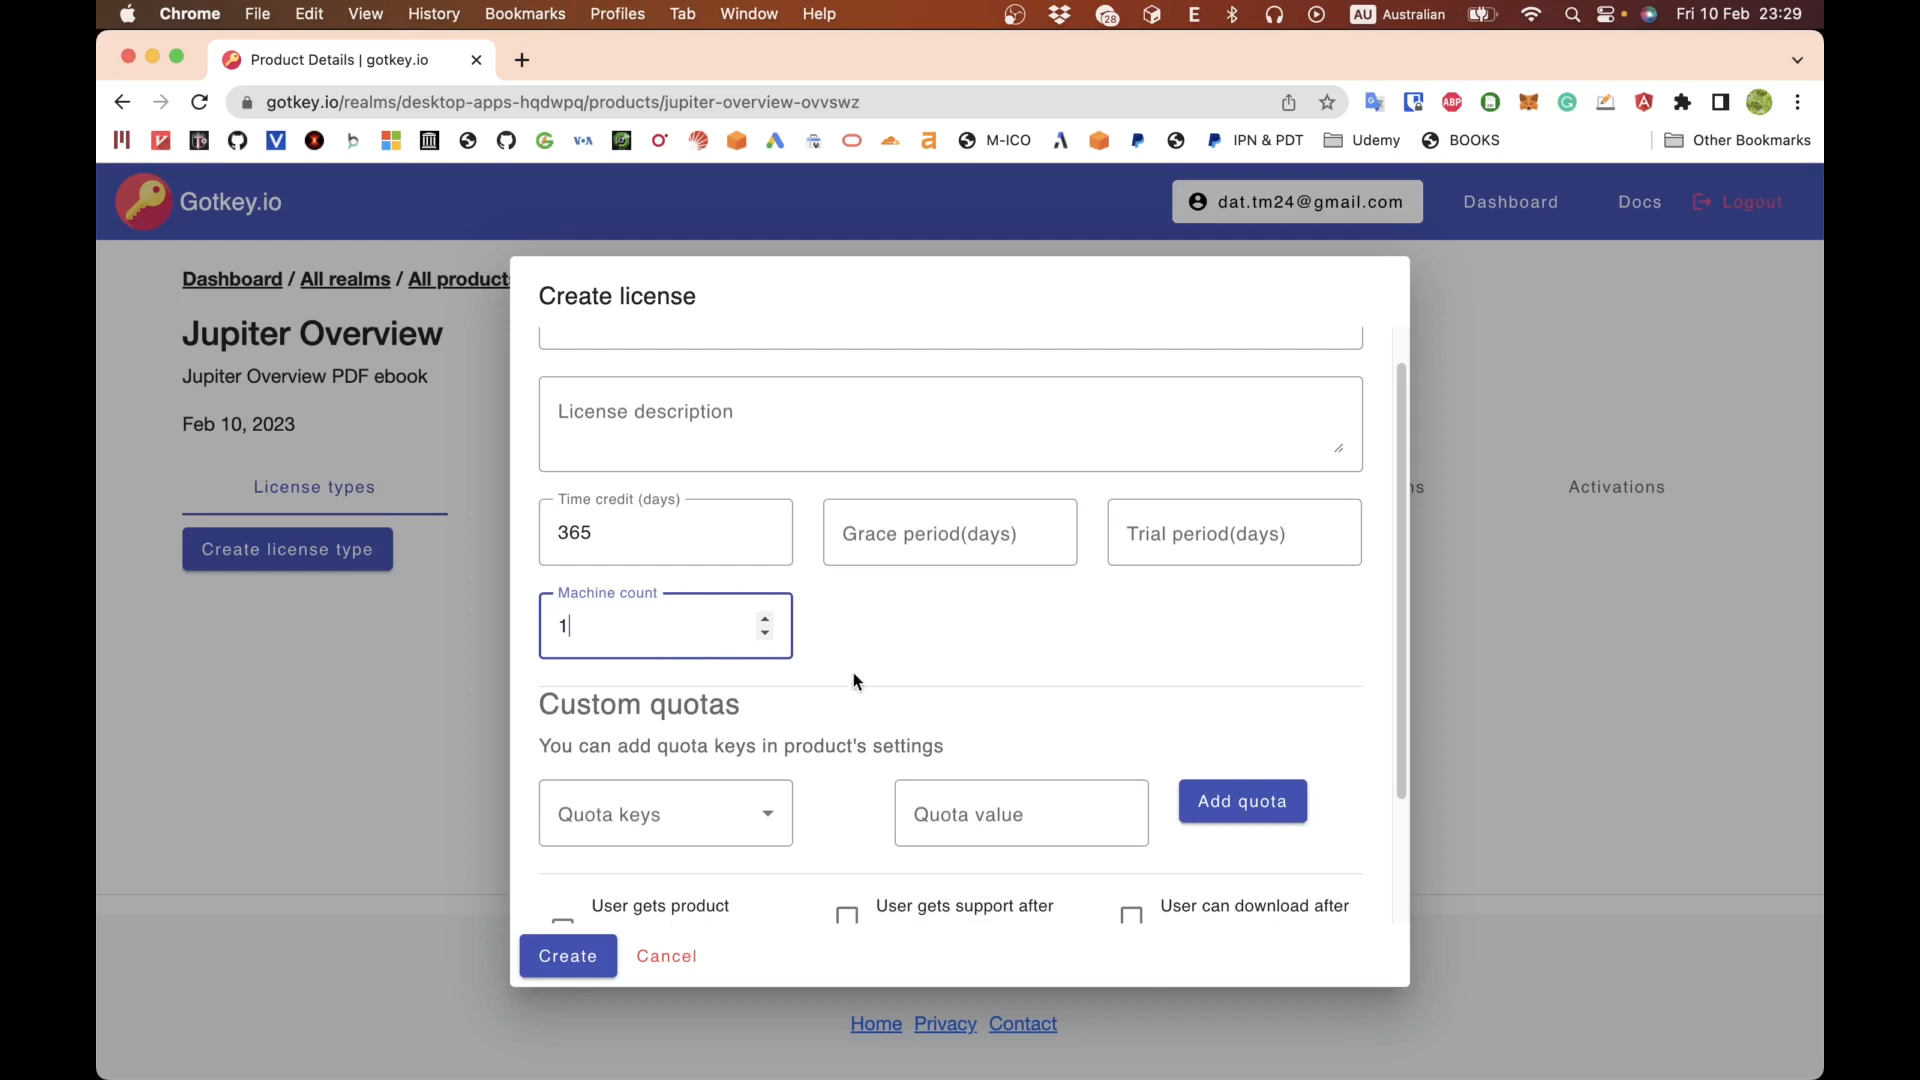 Chrome File Edit View History Bookmarks Profiles Tab Window Help 28 E AU Australian Fri 10 Feb 23:29
Product Details | gotkey.io
gotkey.io/realms/desktop-apps-hqdwpq/products/jupiter-overview-ovvswz ABP
M-ICO IPN & PDT Udemy BOOKS Other Bookmarks
Gotkey.io dat.tm24@gmail.com Dashboard Docs Logout
Dashboard / All realms / All products
Jupiter Overview
Jupiter Overview PDF ebook
Feb 10, 2023
License types
Activations
Create license type
Create license
License description
Time credit (days)
365
Grace period(days)
Trial period(days)
Machine count
1
Custom quotas
You can add quota keys in product's settings
Quota keys
Quota value
Add quota
User gets product
User gets support after
User can download after
Create Cancel
Home Privacy Contact